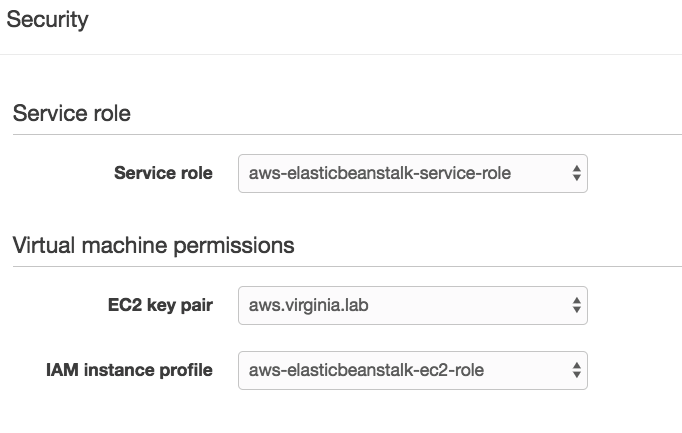 Security
Service role
Service role aws-elasticbeanstalk-service-role
Virtual machine permissions
EC2 key pair aws.virginia.lab
IAM instance profile aws-elasticbeanstalk-ec2-role